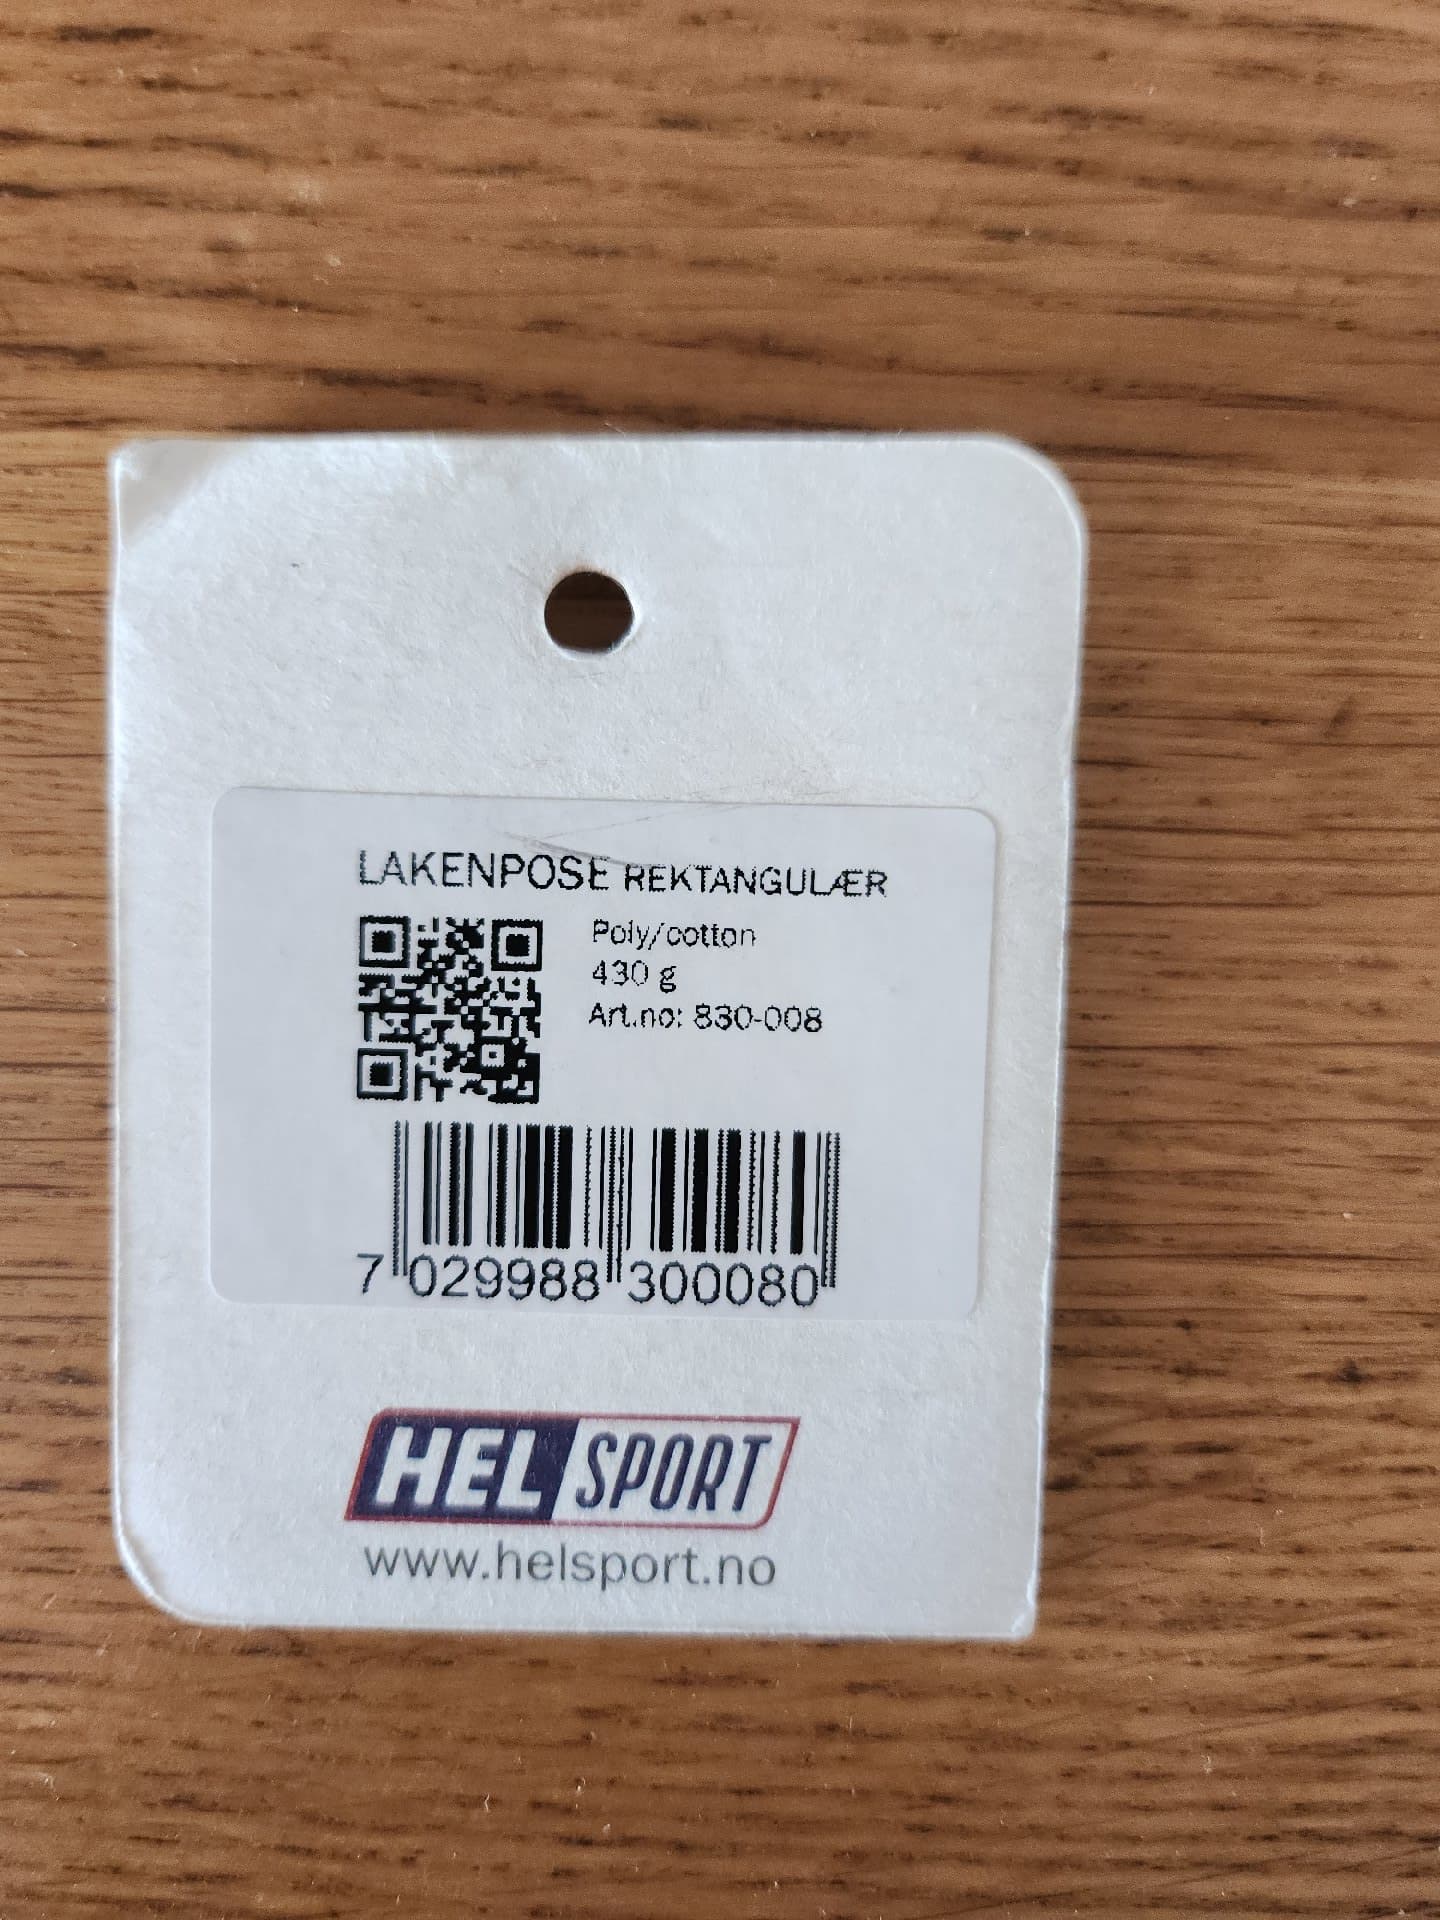 LAKENPOSE REKTANGULÆR
Poly/cotton
430 g
Art.no: 830-008
7 029988 300080
HEL SPORT
www.helsport.no